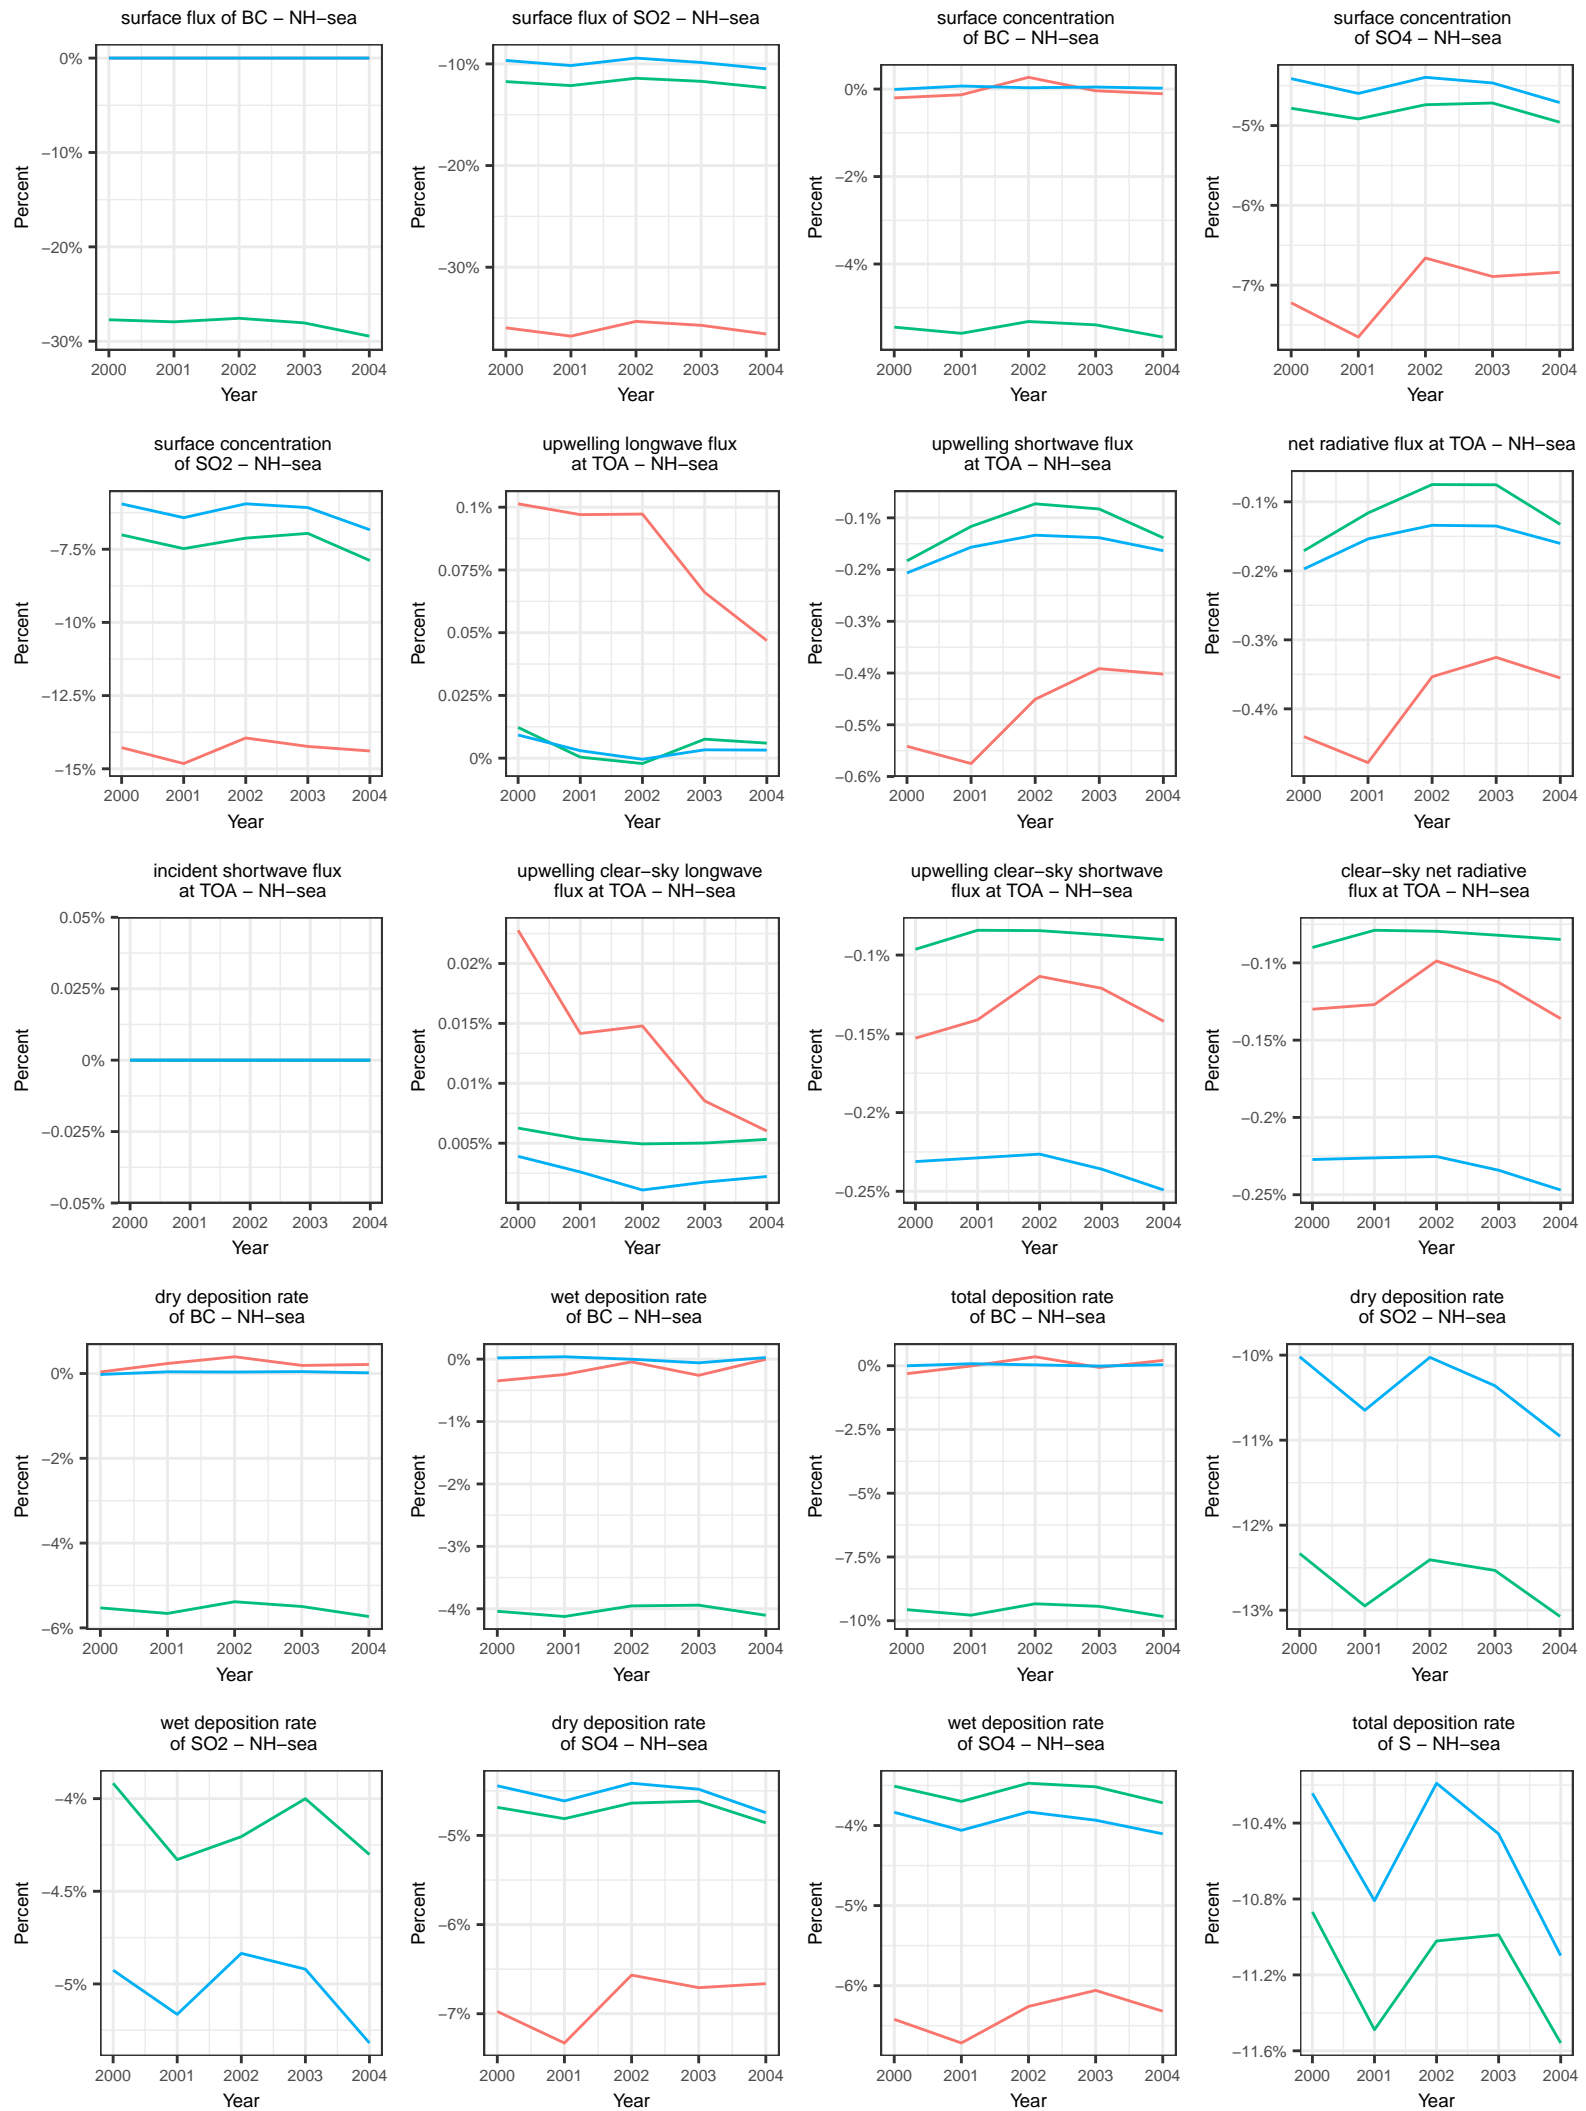 surface flux of BC − NH−sea
0%
−10%
−20%
−30%
Percent
2000 2001 2002 2003 2004
Year
surface flux of SO2 − NH−sea
−10%
−20%
−30%
Percent
2000 2001 2002 2003 2004
Year
surface concentration
of BC − NH−sea
0%
−2%
−4%
Percent
2000 2001 2002 2003 2004
Year
surface concentration
of SO4 − NH−sea
−5%
−6%
−7%
Percent
2000 2001 2002 2003 2004
Year
surface concentration
of SO2 − NH−sea
−7.5%
−10%
−12.5%
−15%
Percent
2000 2001 2002 2003 2004
Year
upwelling longwave flux
at TOA − NH−sea
0.1%
0.075%
0.05%
0.025%
0%
Percent
2000 2001 2002 2003 2004
Year
upwelling shortwave flux
at TOA − NH−sea
−0.1%
−0.2%
−0.3%
−0.4%
−0.5%
−0.6%
Percent
2000 2001 2002 2003 2004
Year
net radiative flux at TOA − NH−sea
−0.1%
−0.2%
−0.3%
−0.4%
Percent
2000 2001 2002 2003 2004
Year
incident shortwave flux
at TOA − NH−sea
0.05%
0.025%
0%
−0.025%
−0.05%
Percent
2000 2001 2002 2003 2004
Year
upwelling clear−sky longwave
flux at TOA − NH−sea
0.02%
0.015%
0.01%
0.005%
Percent
2000 2001 2002 2003 2004
Year
upwelling clear−sky shortwave
flux at TOA − NH−sea
−0.1%
−0.15%
−0.2%
−0.25%
Percent
2000 2001 2002 2003 2004
Year
clear−sky net radiative
flux at TOA − NH−sea
−0.1%
−0.15%
−0.2%
−0.25%
Percent
2000 2001 2002 2003 2004
Year
dry deposition rate
of BC − NH−sea
0%
−2%
−4%
−6%
Percent
2000 2001 2002 2003 2004
Year
wet deposition rate
of BC − NH−sea
0%
−1%
−2%
−3%
−4%
Percent
2000 2001 2002 2003 2004
Year
total deposition rate
of BC − NH−sea
0%
−2.5%
−5%
−7.5%
−10%
Percent
2000 2001 2002 2003 2004
Year
dry deposition rate
of SO2 − NH−sea
−10%
−11%
−12%
−13%
Percent
2000 2001 2002 2003 2004
Year
wet deposition rate
of SO2 − NH−sea
−4%
−4.5%
−5%
Percent
2000 2001 2002 2003 2004
Year
dry deposition rate
of SO4 − NH−sea
−5%
−6%
−7%
Percent
2000 2001 2002 2003 2004
Year
wet deposition rate
of SO4 − NH−sea
−4%
−5%
−6%
Percent
2000 2001 2002 2003 2004
Year
total deposition rate
of S − NH−sea
−10.4%
−10.8%
−11.2%
−11.6%
Percent
2000 2001 2002 2003 2004
Year